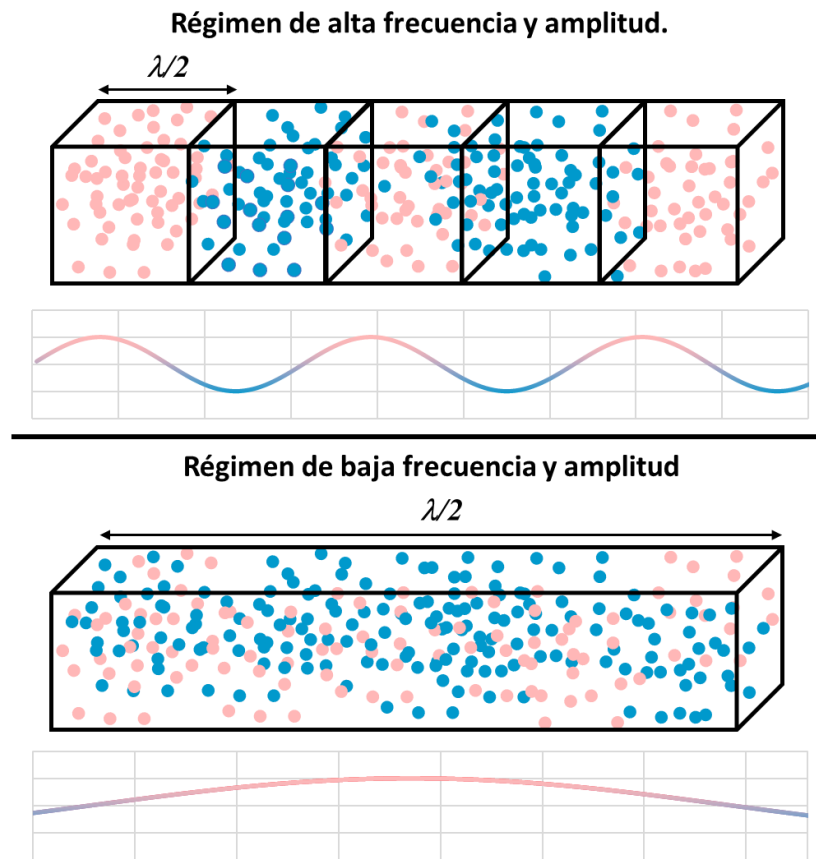 Régimen de alta frecuencia y amplitud.
λ/2
Régimen de baja frecuencia y amplitud
λ/2